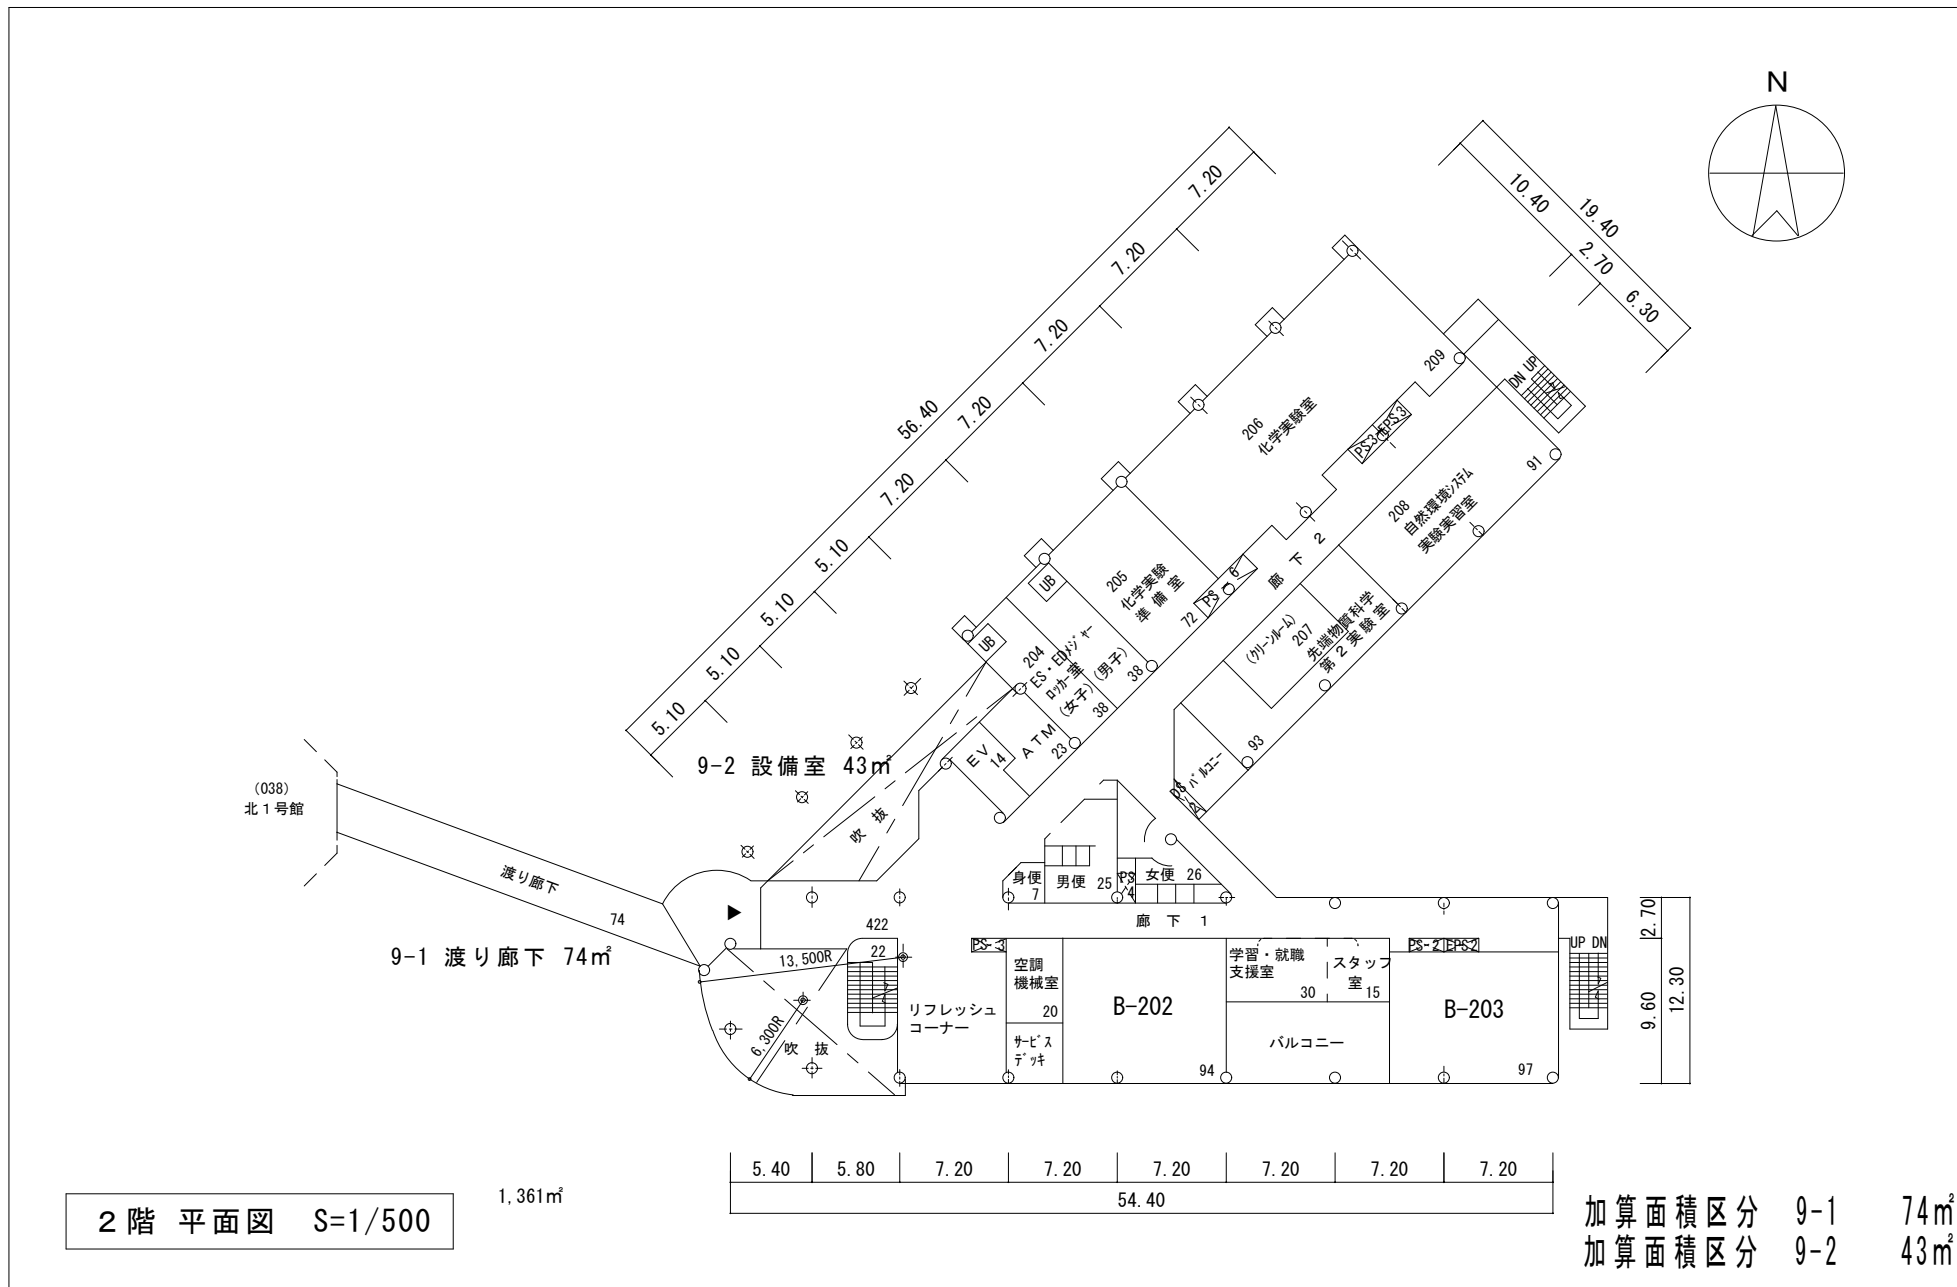 N
7.20
7.20
7.20
7.20
7.20
5.10
5.10
5.10
5.10
56.40
10.40
2.70
6.30
19.40
DN UP
209
206
化学実験室
PS-3
EPS3
91
208
自然環境システム
実験実習室
廊下2
205
化学実験
準備室
72
PS-6
UB
UB
204
ES・EDメジャー
ロッカー室
(女子)
(男子)
38
38
(クリーンルーム)
207
先端物質科学
第2実験室
93
バルコニー
DS-2
EV
14
ATM
23
9-2 設備室 43㎡
吹抜
(038)
北1号館
渡り廊下
74
9-1 渡り廊下 74㎡
身便
7
男便
25
PS-4
女便
26
廊下1
422
22
13,500R
6,300R
吹抜
PS-3
空調
機械室
20
リフレッシュ
コーナー
サービス
デッキ
B-202
94
学習・就職
支援室
30
スタッフ
室
15
バルコニー
PS-2
EPS2
B-203
97
UP DN
2.70
9.60
12.30
5.40
5.80
7.20
7.20
7.20
7.20
7.20
7.20
54.40
1,361㎡
2階 平面図 S=1/500
加算面積区分 9-1 74㎡
加算面積区分 9-2 43㎡